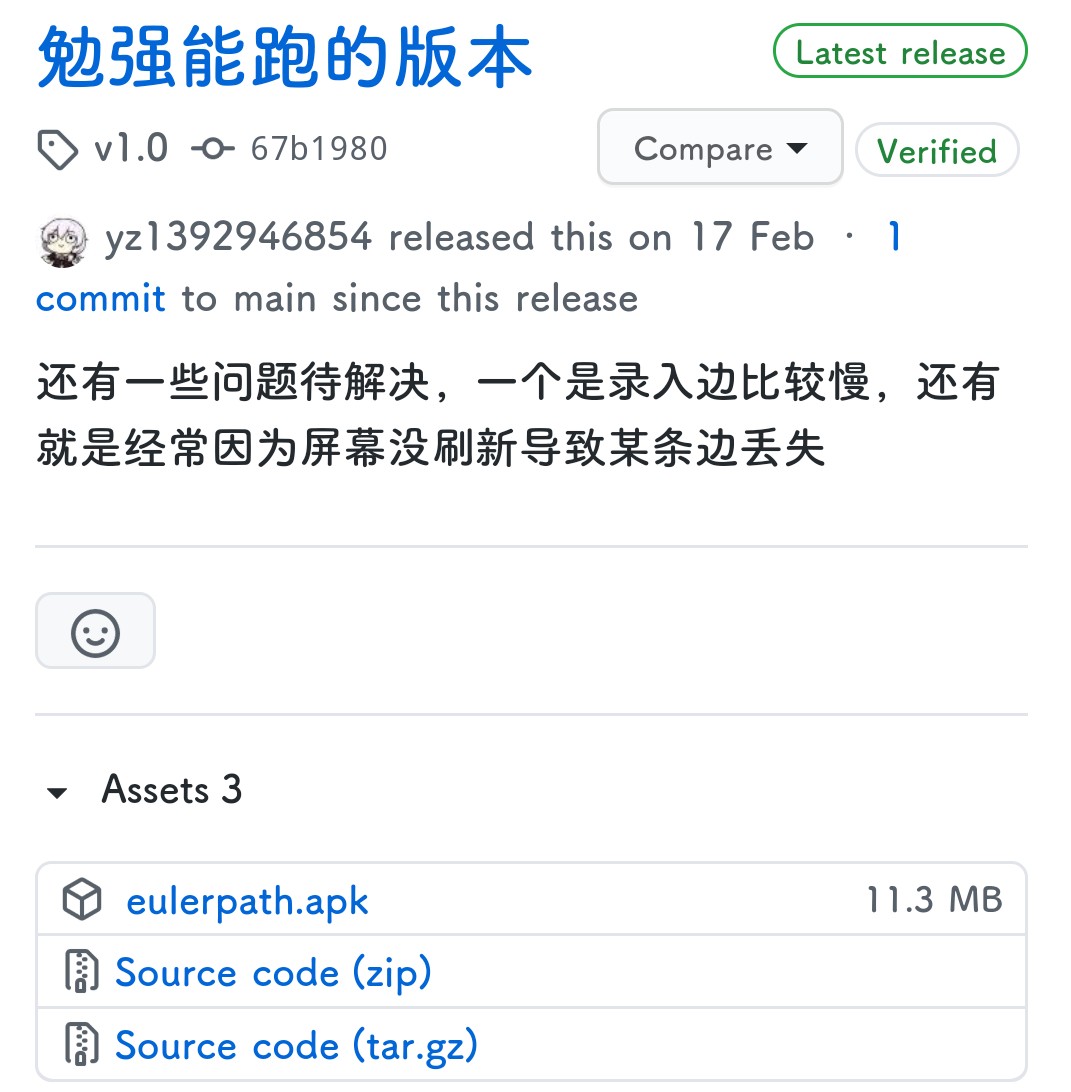 勉强能跑的版本
Latest release
v1.0
67b1980
Compare
Verified
yz1392946854 released this on 17 Feb · 1
commit to main since this release
还有一些问题待解决，一个是录入边比较慢，还有
就是经常因为屏幕没刷新导致某条边丢失
Assets 3
eulerpath.apk
11.3 MB
Source code (zip)
Source code (tar.gz)